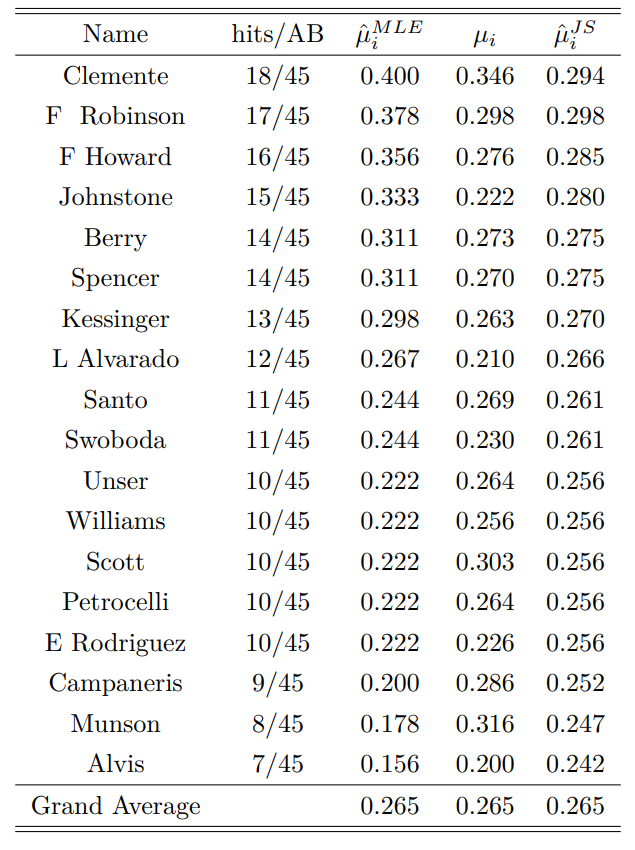 Name hits/AB μ̂ᵢᴹᴸᴱ μᵢ μ̂ᵢᴶˢ
Clemente 18/45 0.400 0.346 0.294
F Robinson 17/45 0.378 0.298 0.298
F Howard 16/45 0.356 0.276 0.285
Johnstone 15/45 0.333 0.222 0.280
Berry 14/45 0.311 0.273 0.275
Spencer 14/45 0.311 0.270 0.275
Kessinger 13/45 0.298 0.263 0.270
L Alvarado 12/45 0.267 0.210 0.266
Santo 11/45 0.244 0.269 0.261
Swoboda 11/45 0.244 0.230 0.261
Unser 10/45 0.222 0.264 0.256
Williams 10/45 0.222 0.256 0.256
Scott 10/45 0.222 0.303 0.256
Petrocelli 10/45 0.222 0.264 0.256
E Rodriguez 10/45 0.222 0.226 0.256
Campaneris 9/45 0.200 0.286 0.252
Munson 8/45 0.178 0.316 0.247
Alvis 7/45 0.156 0.200 0.242
Grand Average 0.265 0.265 0.265